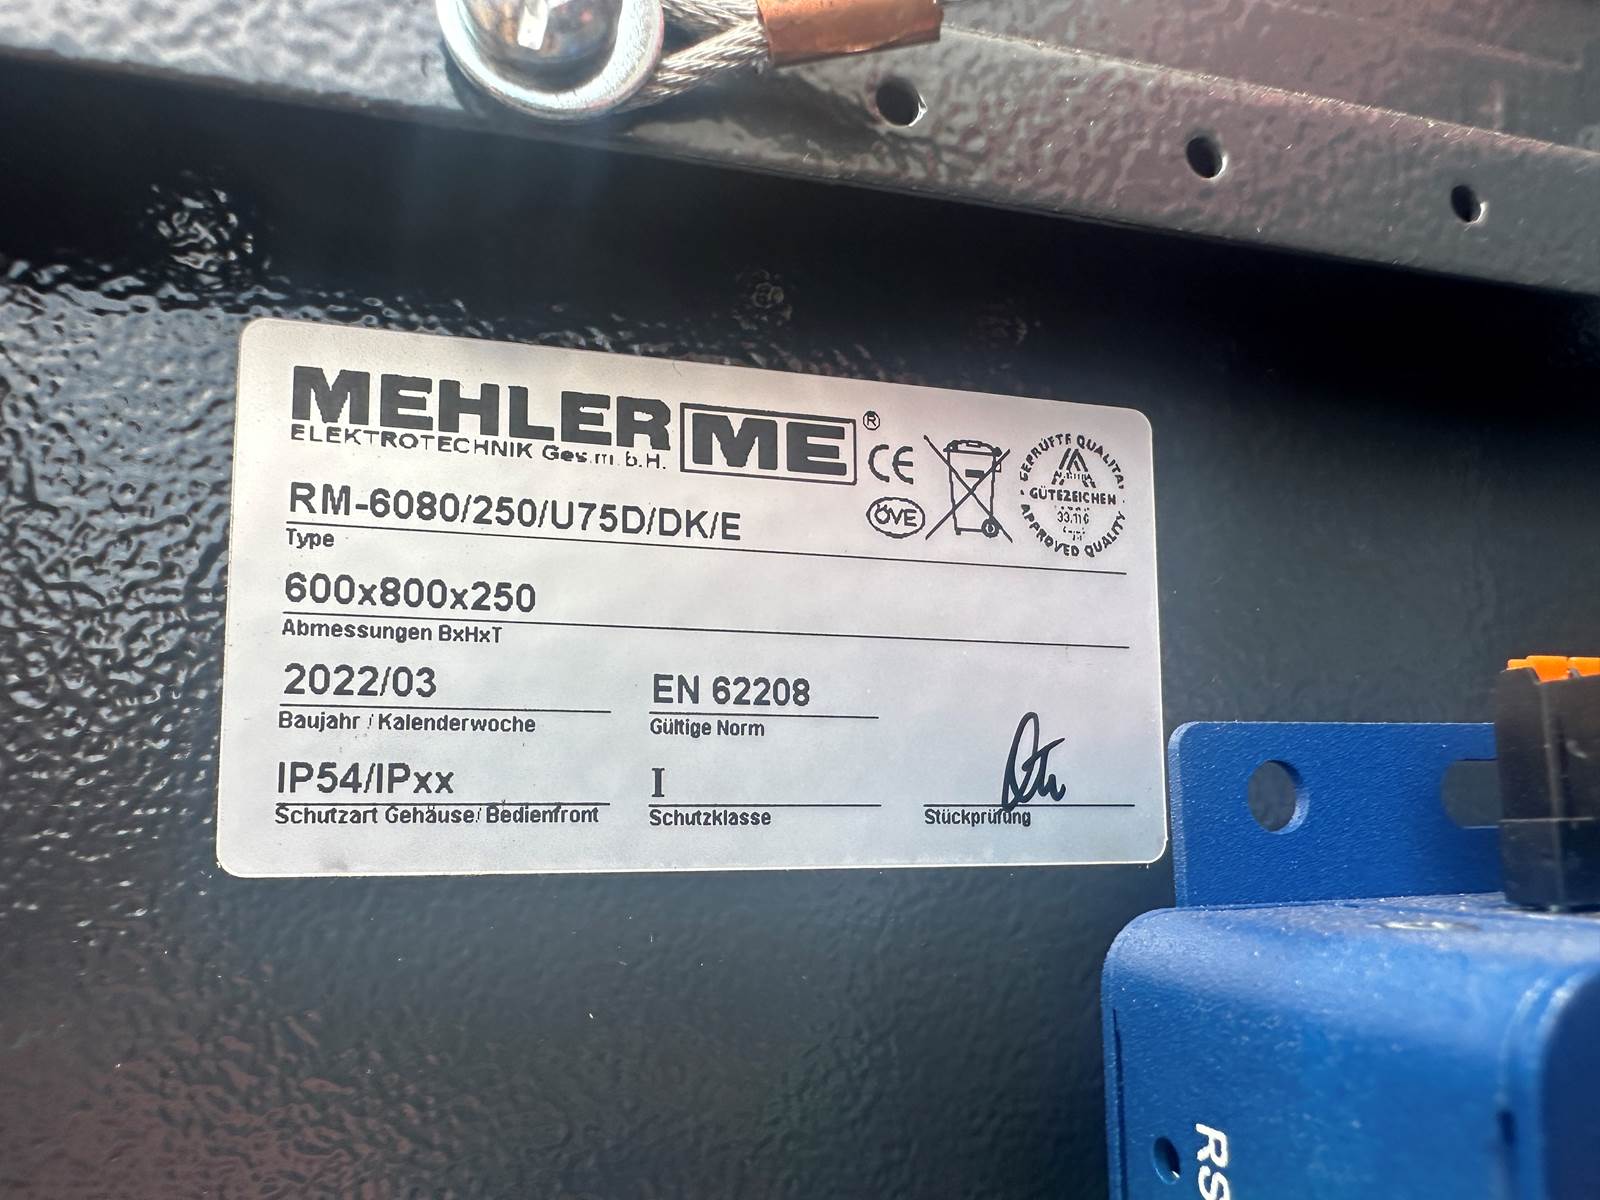 MEHLER ME ®
ELEKTROTECHNIK Ges.m.b.H.
CE
ÖVE
GEPRÜFTE QUALITÄT
GÜTEZEICHEN
APPROVED QUALITY
RM-6080/250/U75D/DK/E
Type
600x800x250
Abmessungen BxHxT
2022/03
Baujahr / Kalenderwoche
EN 62208
Gültige Norm
IP54/IPxx
Schutzart Gehäuse/ Bedienfront
I
Schutzklasse
Stückprüfung
RS